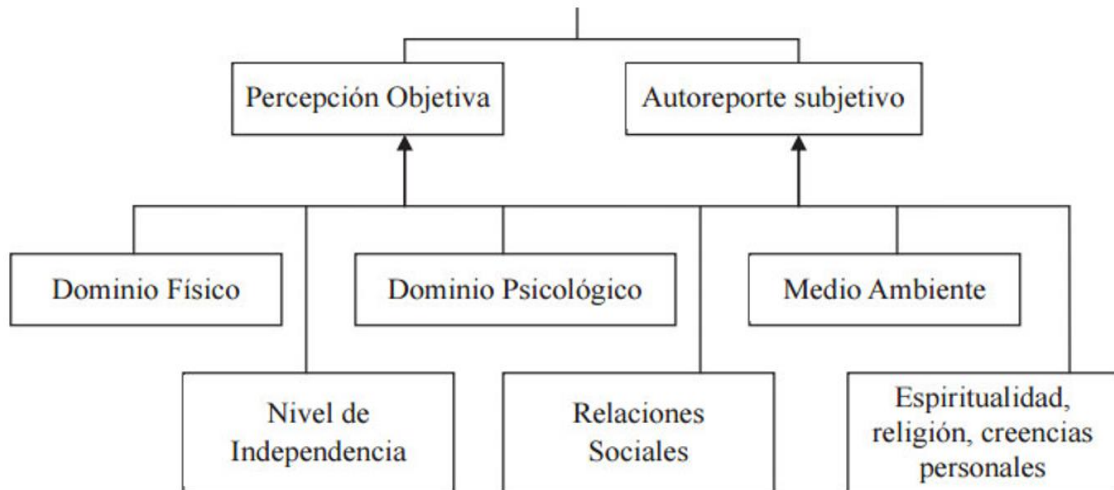 Percepción Objetiva
Autoreporte subjetivo
Dominio Físico
Dominio Psicológico
Medio Ambiente
Nivel de
Independencia
Relaciones
Sociales
Espiritualidad,
religión, creencias
personales